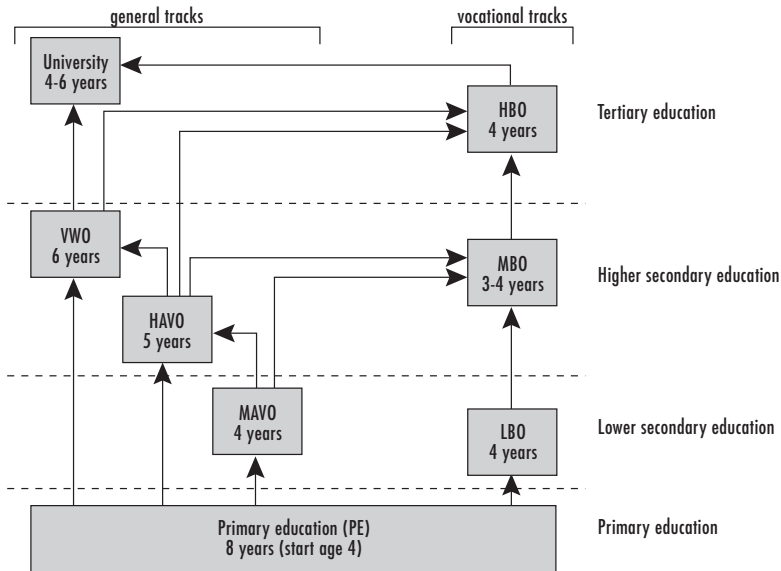 general tracks
vocational tracks
University
4-6 years
HBO
4 years
Tertiary education
VWO
6 years
MBO
3-4 years
Higher secondary education
HAVO
5 years
MAVO
4 years
LBO
4 years
Lower secondary education
Primary education (PE)
8 years (start age 4)
Primary education